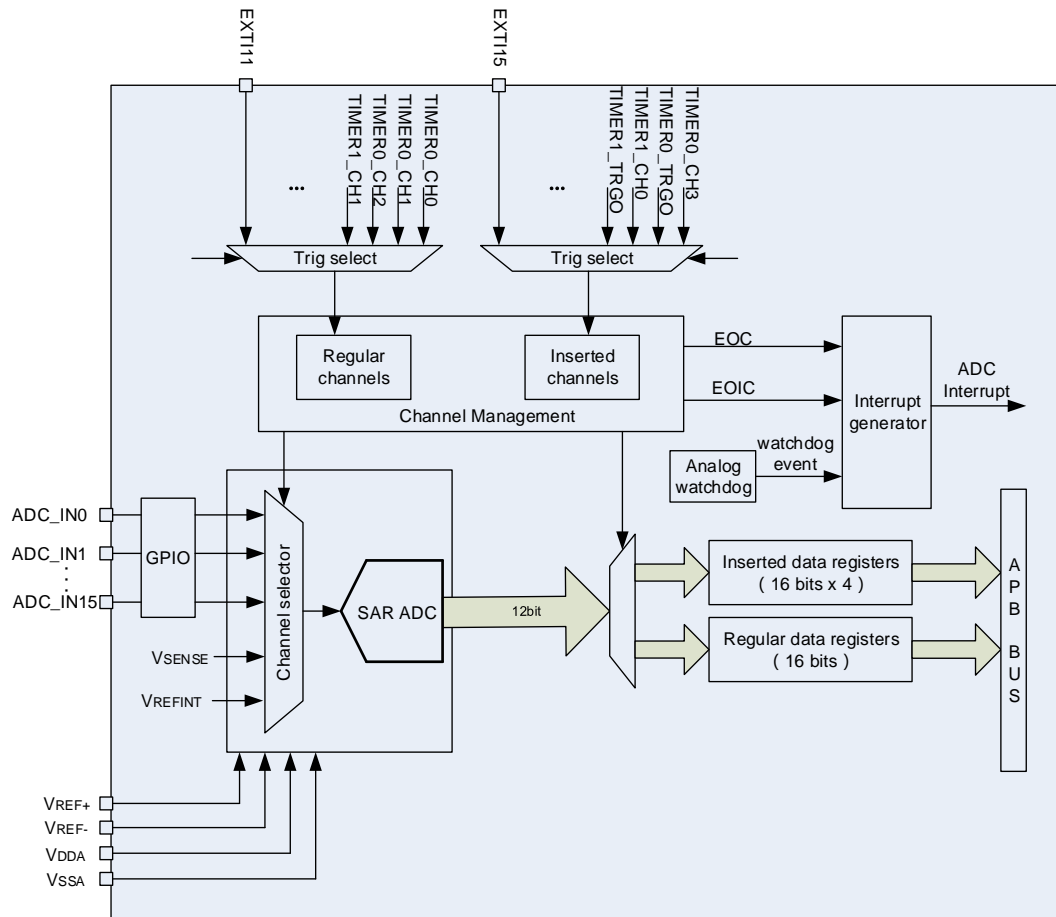 EXTI11
EXTI15
...
TIMER1_CH1
TIMER0_CH2
TIMER0_CH1
TIMER0_CH0
...
TIMER1_TRGO
TIMER1_CH0
TIMER0_TRGO
TIMER0_CH3
Trig select
Trig select
Regular
channels
Inserted
channels
Channel Management
EOC
EOIC
Interrupt
generator
ADC
Interrupt
watchdog
event
Analog
watchdog
ADC_IN0
ADC_IN1
ADC_IN15
GPIO
Channel selector
SAR ADC
12bit
VSENSE
VREFINT
Inserted data registers
( 16 bits x 4 )
Regular data registers
( 16 bits )
APB BUS
VREF+
VREF-
VDDA
VSSA